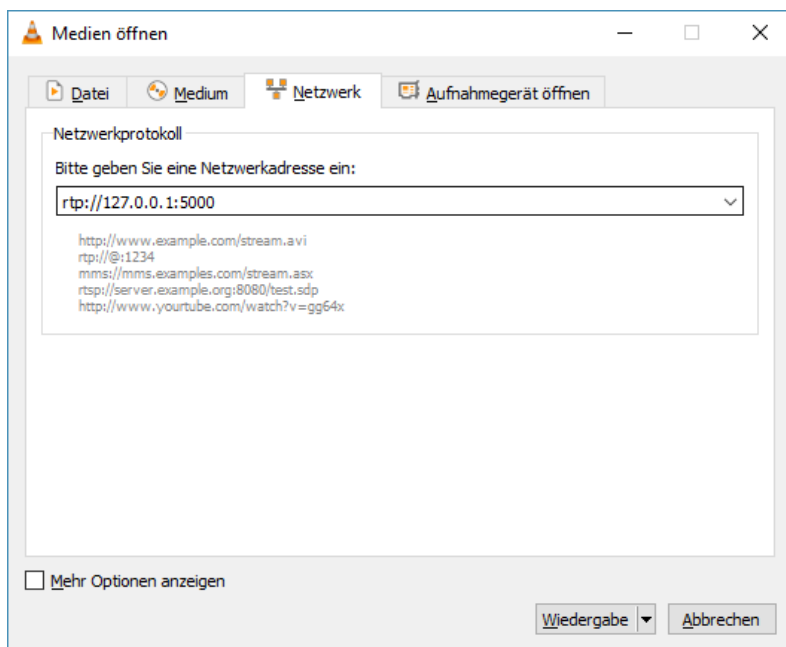 Medien öffnen
Datei Medium Netzwerk Aufnahmegerät öffnen
Netzwerkprotokoll
Bitte geben Sie eine Netzwerkadresse ein:
rtp://127.0.0.1:5000
http://www.example.com/stream.avi
rtp://@:1234
mms://mms.examples.com/stream.asx
rtsp://server.example.org:8080/test.sdp
http://www.yourtube.com/watch?v=gg64x
Mehr Optionen anzeigen
Wiedergabe Abbrechen